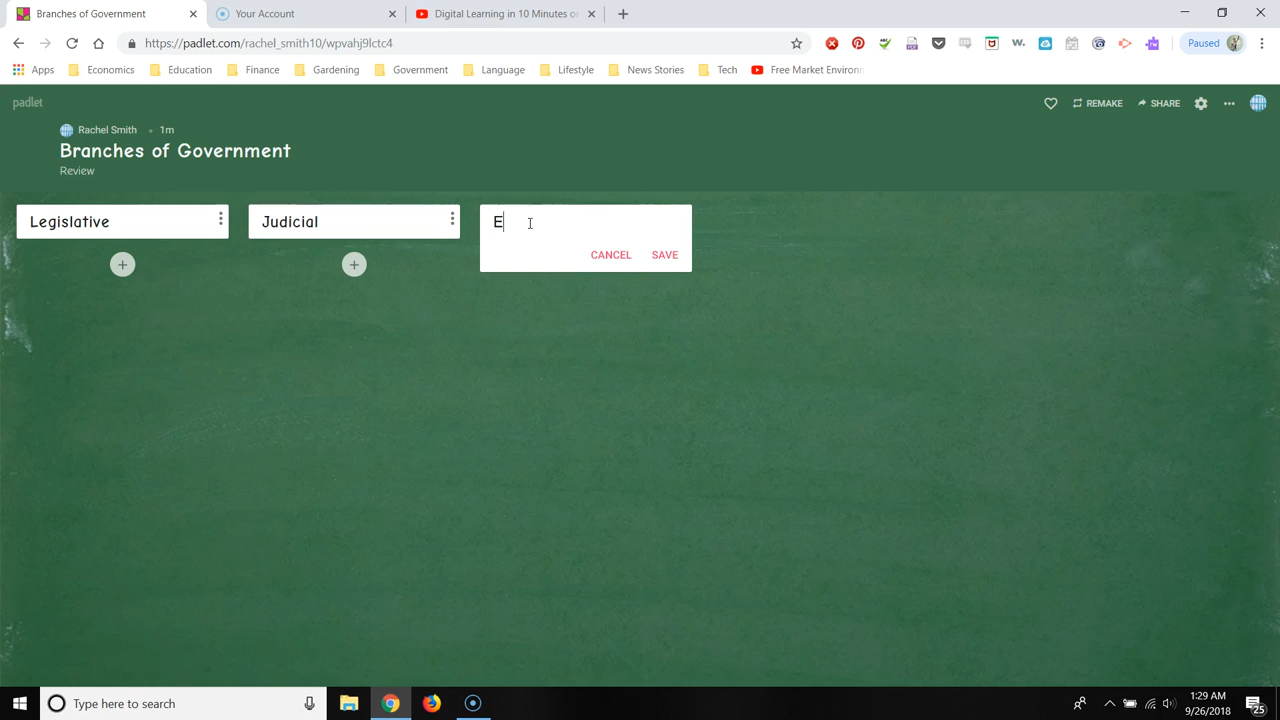 Branches of Government
Your Account
Digital Learning in 10 Minutes or
https://padlet.com/rachel_smith10/wpvahj9lctc4
Paused
Apps
Economics
Education
Finance
Gardening
Government
Language
Lifestyle
News Stories
Tech
Free Market Environ
padlet
REMAKE
SHARE
Rachel Smith • 1m
Branches of Government
Review
Legislative
Judicial
E
CANCEL
SAVE
Type here to search
1:29 AM
9/26/2018
25